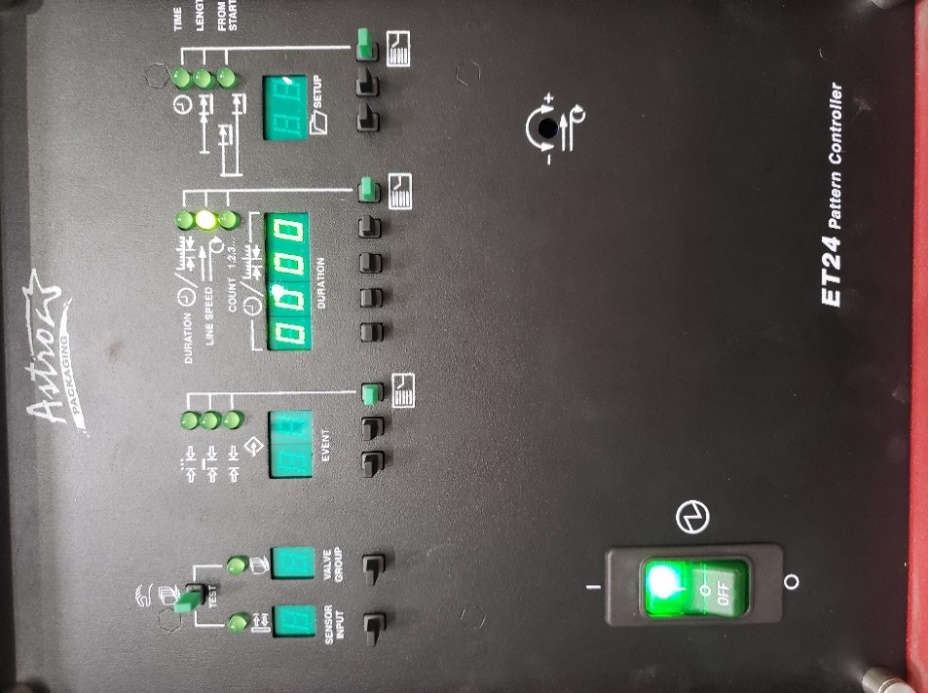 Astro
PACKAGING
TEST
SENSOR
INPUT
VALVE
GROUP
EVENT
DURATION
LINE SPEED
COUNT 1,2,3...
0000
DURATION
TIME
LENGT
FROM
START
SETUP
- +
OFF
ET24 Pattern Controller